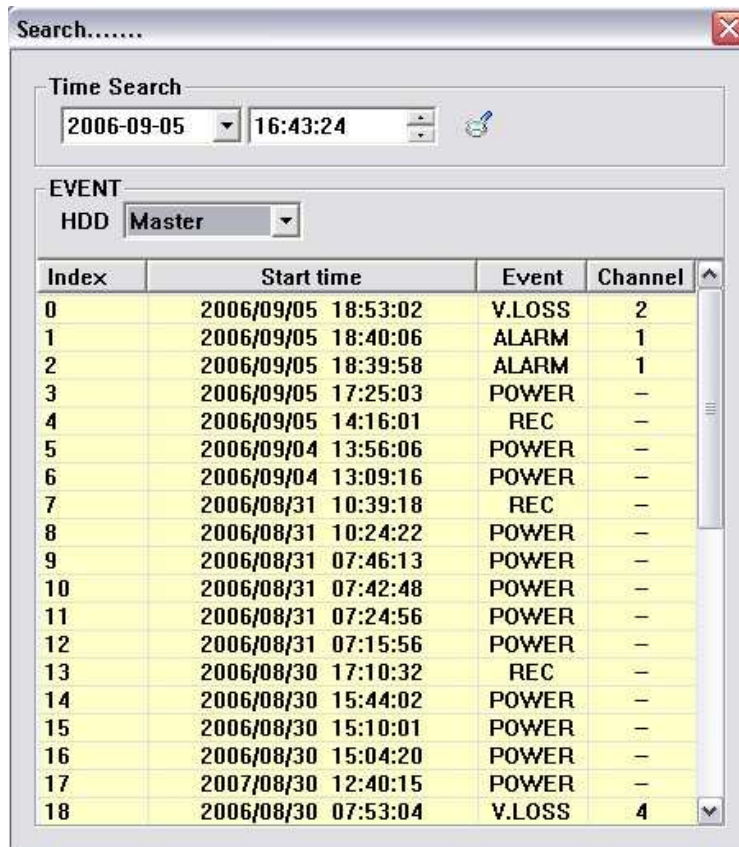 Search.......
Time Search
2006-09-05 16:43:24
EVENT
HDD Master
Index Start time Event Channel
0 2006/09/05 18:53:02 V.LOSS 2
1 2006/09/05 18:40:06 ALARM 1
2 2006/09/05 18:39:58 ALARM 1
3 2006/09/05 17:25:03 POWER –
4 2006/09/05 14:16:01 REC –
5 2006/09/04 13:56:06 POWER –
6 2006/09/04 13:09:16 POWER –
7 2006/08/31 10:39:18 REC –
8 2006/08/31 10:24:22 POWER –
9 2006/08/31 07:46:13 POWER –
10 2006/08/31 07:42:48 POWER –
11 2006/08/31 07:24:56 POWER –
12 2006/08/31 07:15:56 POWER –
13 2006/08/30 17:10:32 REC –
14 2006/08/30 15:44:02 POWER –
15 2006/08/30 15:10:01 POWER –
16 2006/08/30 15:04:20 POWER –
17 2007/08/30 12:40:15 POWER –
18 2006/08/30 07:53:04 V.LOSS 4